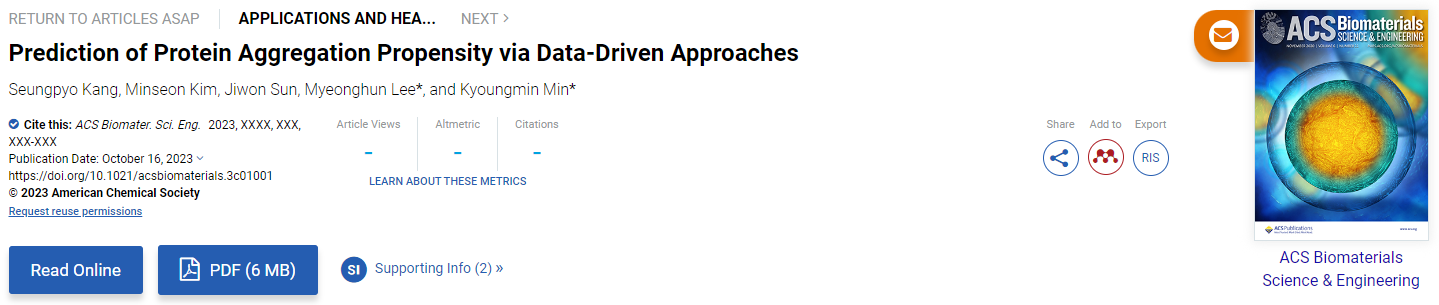 RETURN TO ARTICLES ASAP
APPLICATIONS AND HEA...
NEXT
Prediction of Protein Aggregation Propensity via Data-Driven Approaches
Seungpyo Kang, Minseon Kim, Jiwon Sun, Myeonghun Lee*, and Kyoungmin Min*
Cite this: ACS Biomater. Sci. Eng. 2023, XXXX, XXX,
XXX-XXX
Publication Date: October 16, 2023
https://doi.org/10.1021/acsbiomaterials.3c01001
© 2023 American Chemical Society
Request reuse permissions
Article Views
-
Altmetric
-
Citations
-
LEARN ABOUT THESE METRICS
Share
Add to
Export
RIS
Read Online
PDF (6 MB)
SI
Supporting Info (2) »
ACS Biomaterials
SCIENCE & ENGINEERING
ACS Publications
ACS Biomaterials
Science & Engineering